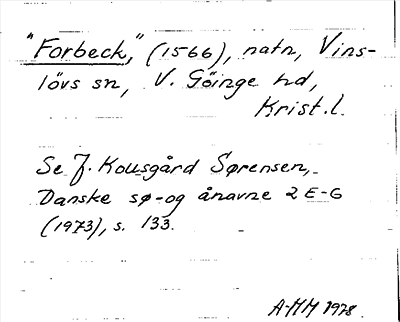 "Forbeck," (1566), natn, Vins-
lövs sn, V. Göinge hd,
Krist.l.
Se J. Kousgård Sørensen,
Danske sø- og ånavne 2 E-G
(1973), s. 133.
A-MM 1978